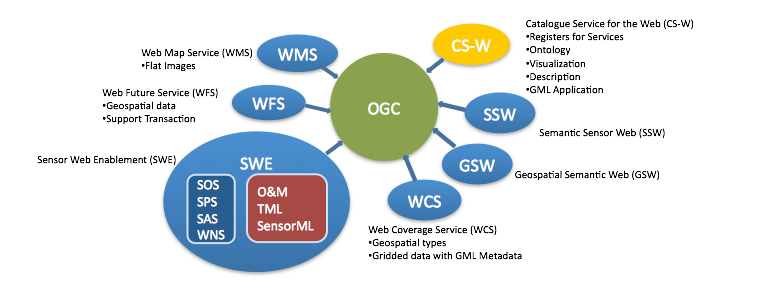 Web Map Service (WMS)
•Flat Images
WMS
CS-W
Catalogue Service for the Web (CS-W)
•Registers for Services
•Ontology
•Visualization
•Description
•GML Application
Web Future Service (WFS)
•Geospatial data
•Support Transaction
WFS
OGC
SSW
Semantic Sensor Web (SSW)
Sensor Web Enablement (SWE)
SWE
SOS
SPS
SAS
WNS
O&M
TML
SensorML
GSW
Geospatial Semantic Web (GSW)
WCS
Web Coverage Service (WCS)
•Geospatial types
•Gridded data with GML Metadata